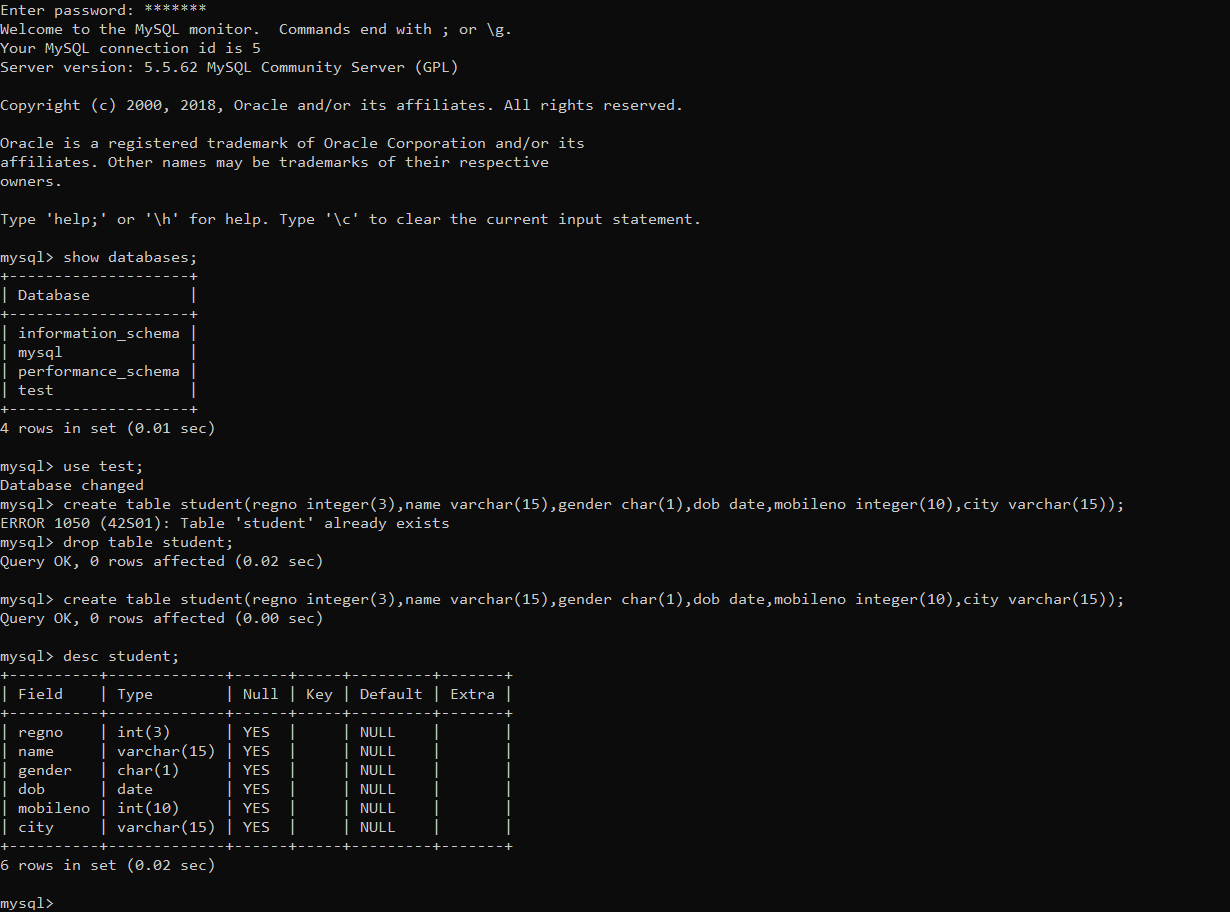 Enter password: *******
Welcome to the MySQL monitor.  Commands end with ; or \g.
Your MySQL connection id is 5
Server version: 5.5.62 MySQL Community Server (GPL)

Copyright (c) 2000, 2018, Oracle and/or its affiliates. All rights reserved.

Oracle is a registered trademark of Oracle Corporation and/or its
affiliates. Other names may be trademarks of their respective
owners.

Type 'help;' or '\h' for help. Type '\c' to clear the current input statement.

mysql> show databases;
+--------------------+
| Database           |
+--------------------+
| information_schema |
| mysql              |
| performance_schema |
| test               |
+--------------------+
4 rows in set (0.01 sec)

mysql> use test;
Database changed
mysql> create table student(regno integer(3),name varchar(15),gender char(1),dob date,mobileno integer(10),city varchar(15));
ERROR 1050 (42S01): Table 'student' already exists
mysql> drop table student;
Query OK, 0 rows affected (0.02 sec)

mysql> create table student(regno integer(3),name varchar(15),gender char(1),dob date,mobileno integer(10),city varchar(15));
Query OK, 0 rows affected (0.00 sec)

mysql> desc student;
+----------+-------------+------+-----+---------+-------+
| Field    | Type        | Null | Key | Default | Extra |
+----------+-------------+------+-----+---------+-------+
| regno    | int(3)      | YES  |     | NULL    |       |
| name     | varchar(15) | YES  |     | NULL    |       |
| gender   | char(1)     | YES  |     | NULL    |       |
| dob      | date        | YES  |     | NULL    |       |
| mobileno | int(10)     | YES  |     | NULL    |       |
| city     | varchar(15) | YES  |     | NULL    |       |
+----------+-------------+------+-----+---------+-------+
6 rows in set (0.02 sec)

mysql>